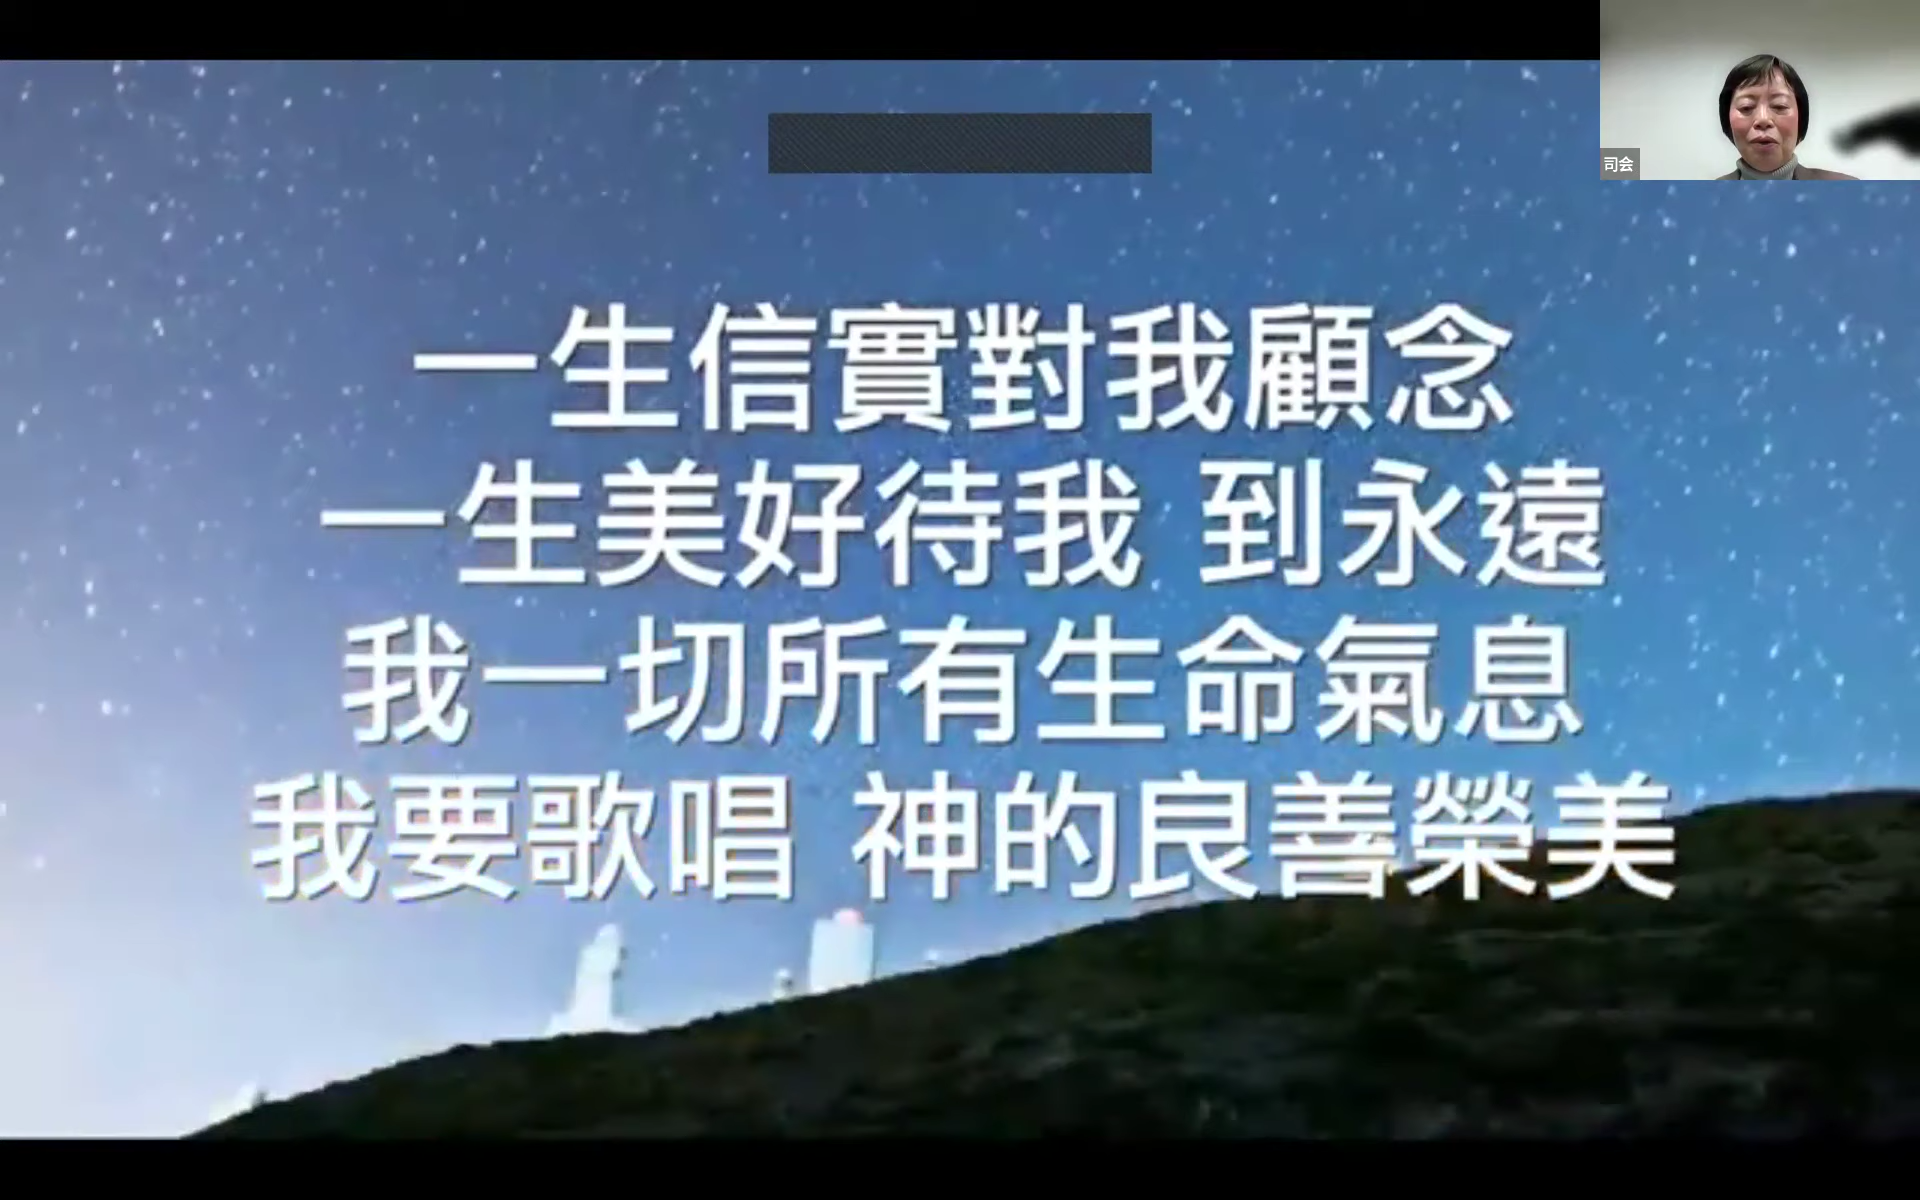 司会
一生信實對我顧念
一生美好待我 到永遠
我一切所有生命氣息
我要歌唱 神的良善榮美